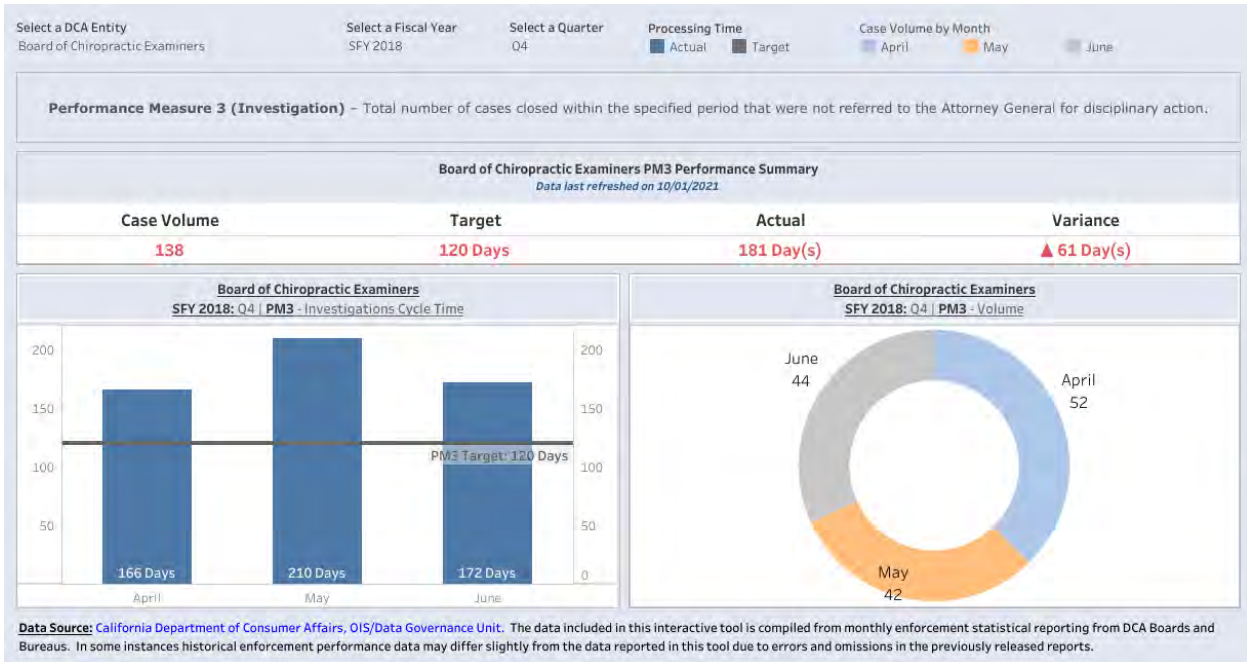 Select a DCA Entity
Select a Fiscal Year
Select a Quarter
Processing Time
Case Volume by Month
Board of Chiropractic Examiners
SFY 2018
Q4
Actual
Target
April
May
June
Performance Measure 3 (Investigation) – Total number of cases closed within the specified period that were not referred to the Attorney General for disciplinary action.
Board of Chiropractic Examiners PM3 Performance Summary
Data last refreshed on 10/01/2021
Case Volume
Target
Actual
Variance
138
120 Days
181 Day(s)
▲ 61 Day(s)
Board of Chiropractic Examiners
SFY 2018: Q4 | PM3 - Investigations Cycle Time
200
150
100
50
200
150
100
50
0
PM3 Target: 120 Days
166 Days
210 Days
172 Days
April
May
June
Board of Chiropractic Examiners
SFY 2018: Q4 | PM3 - Volume
June
44
April
52
May
42
Data Source: California Department of Consumer Affairs, OIS/Data Governance Unit. The data included in this interactive tool is compiled from monthly enforcement statistical reporting from DCA Boards and
Bureaus. In some instances historical enforcement performance data may differ slightly from the data reported in this tool due to errors and omissions in the previously released reports.